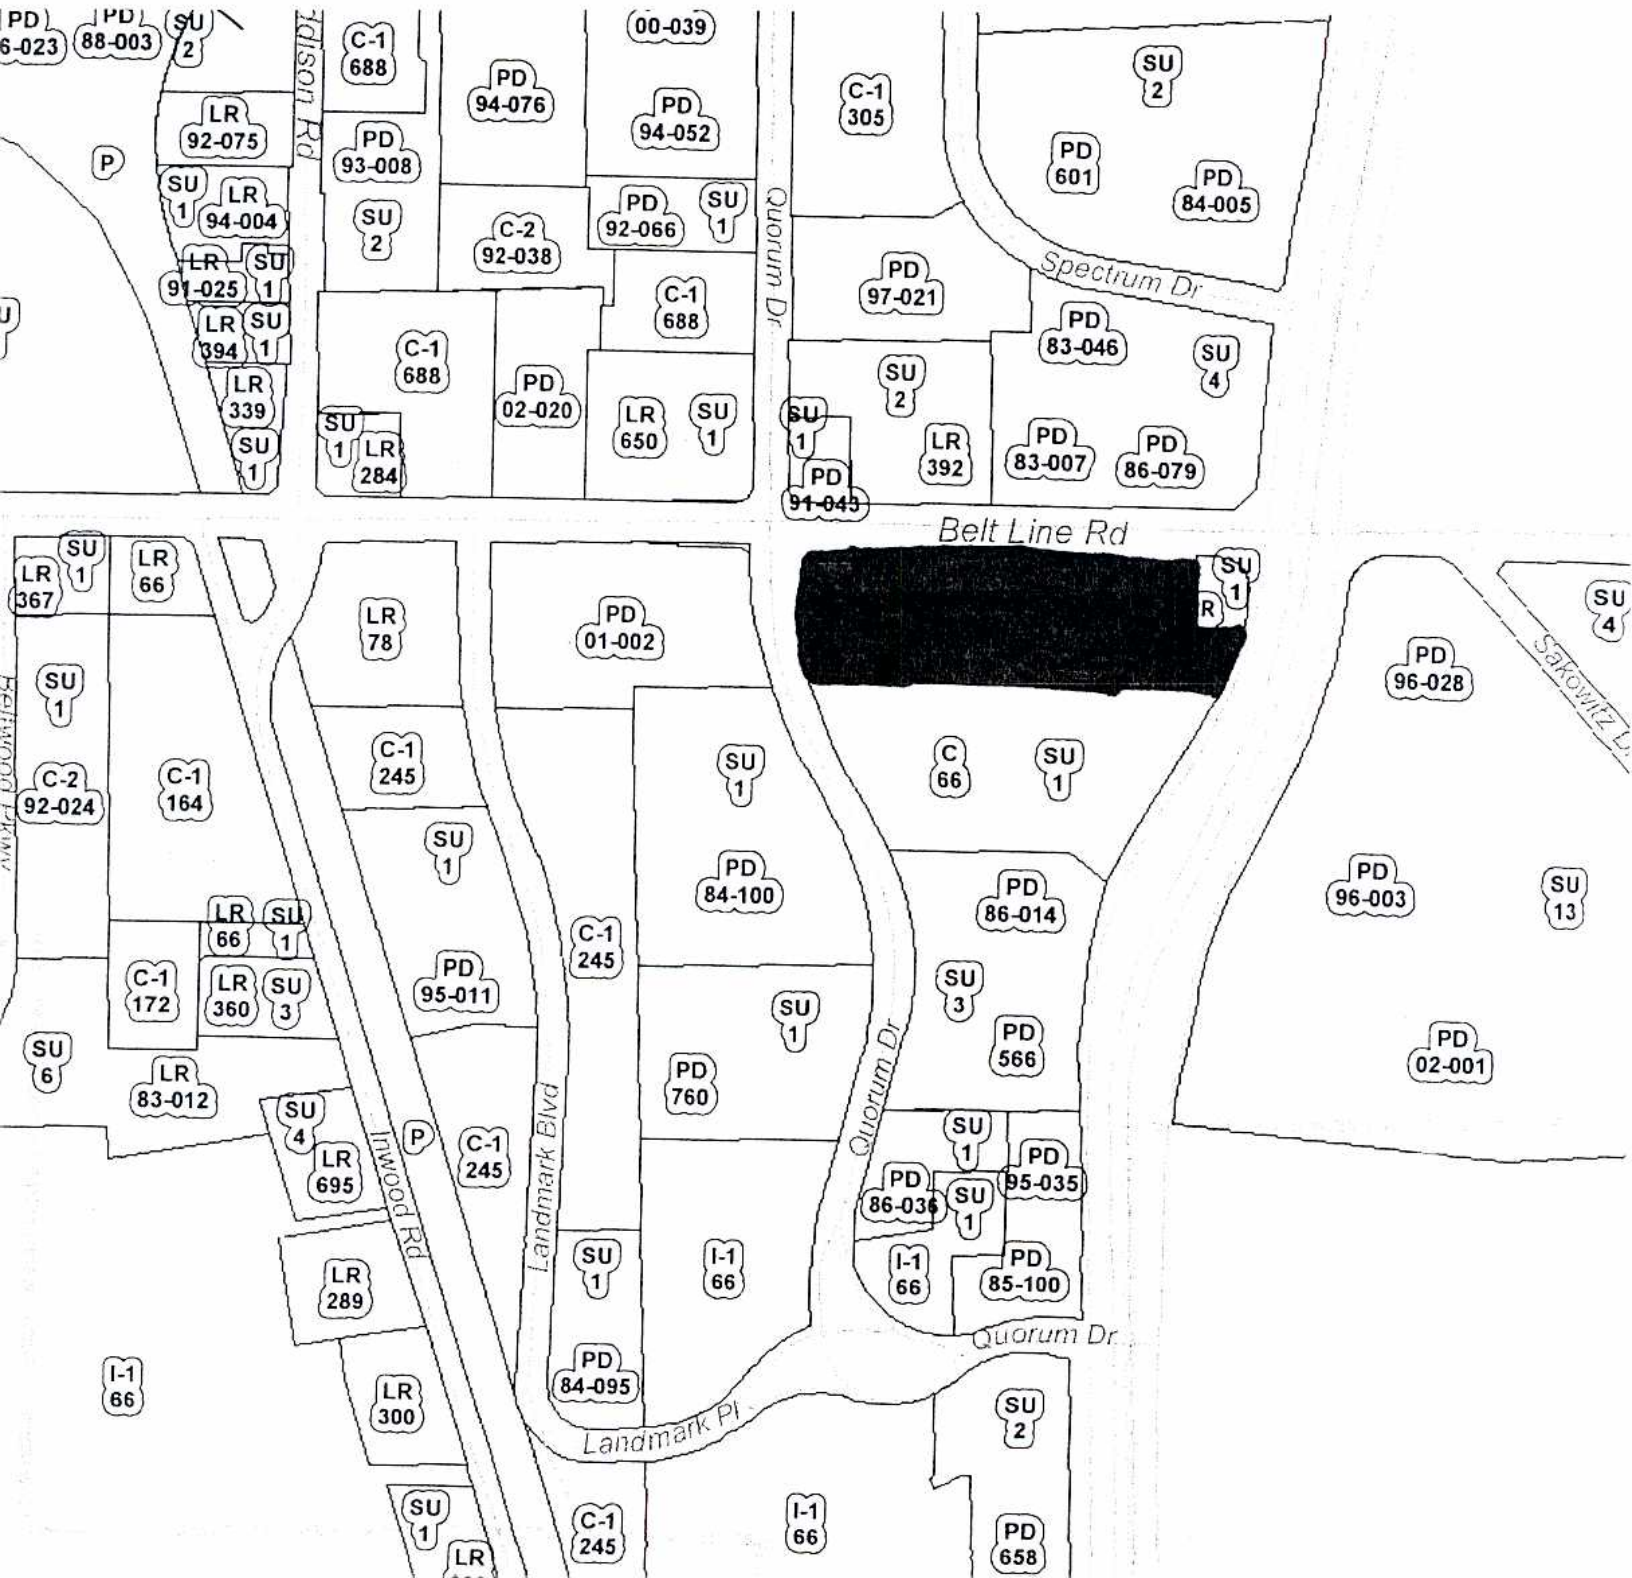 PD
6-023
PD
88-003
SU
2
C-1
688
PD
94-076
00-039
PD
94-052
C-1
305
SU
2
PD
601
PD
84-005
LR
92-075
P
PD
93-008
SU
1
LR
94-004
SU
2
C-2
92-038
PD
92-066
SU
1
Quorum Dr
PD
97-021
Spectrum Dr
LR
91-025
SU
1
LR
394
SU
1
C-1
688
C-1
688
PD
83-046
SU
4
SU
2
LR
339
SU
1
SU
1
LR
284
PD
02-020
LR
650
SU
1
SU
1
PD
91-043
LR
392
PD
83-007
PD
86-079
Belt Line Rd
LR
367
SU
1
LR
66
LR
78
PD
01-002
SU
1
R
PD
96-028
SU
4
SU
1
C-2
92-024
C-1
164
C-1
245
SU
1
C
66
SU
1
SU
1
PD
84-100
PD
86-014
PD
96-003
SU
13
LR
66
SU
1
C-1
172
LR
360
SU
3
PD
95-011
C-1
245
SU
1
SU
3
PD
566
PD
02-001
SU
6
LR
83-012
PD
760
Quorum Dr
SU
4
LR
695
Inwood Rd
P
C-1
245
Landmark Blvd
SU
1
PD
95-035
PD
86-036
SU
1
LR
289
SU
1
I-1
66
I-1
66
PD
85-100
Quorum Dr
I-1
66
LR
300
PD
84-095
Landmark Pl
SU
2
SU
1
LR
C-1
245
I-1
66
PD
658